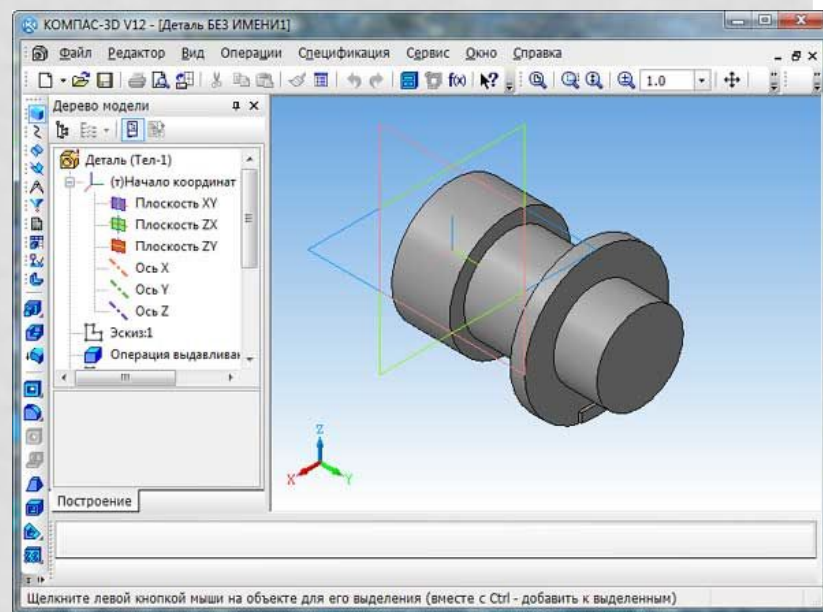 КОМПАС-3D V12 - [Деталь БЕЗ ИМЕНИ1]
Файл Редактор Вид Операции Спецификация Сервис Окно Справка
f(x) 1.0
Дерево модели
Деталь (Тел-1)
(т)Начало координат
Плоскость XY
Плоскость ZX
Плоскость ZY
Ось X
Ось Y
Ось Z
Эскиз:1
Операция выдавливан
Z
X Y
Построение
Щелкните левой кнопкой мыши на объекте для его выделения (вместе с Ctrl - добавить к выделенным)